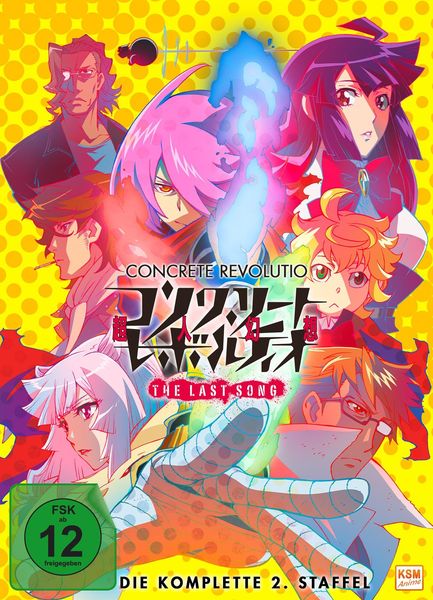 CONCRETE REVOLUTIO
コンクリート
超人幻想
レボルティオ
THE LAST SONG
FSK
ab
12
freigegeben
DIE KOMPLETTE 2. STAFFEL
KSM
Anime